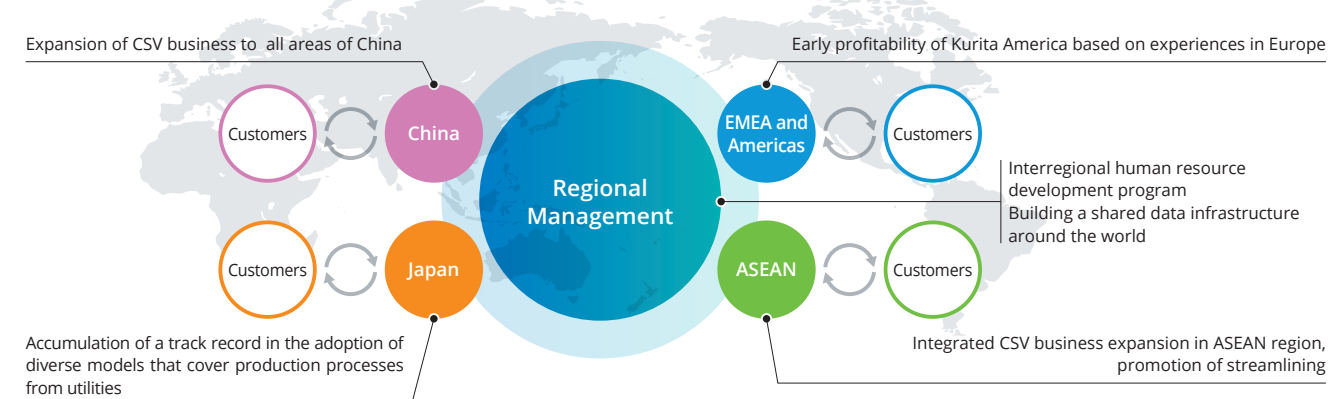 Expansion of CSV business to all areas of China
Early profitability of Kurita America based on experiences in Europe
Customers
China
EMEA and
Americas
Customers
Regional
Management
Interregional human resource
development program
Building a shared data infrastructure
around the world
Customers
Japan
ASEAN
Customers
Accumulation of a track record in the adoption of
diverse models that cover production processes
from utilities
Integrated CSV business expansion in ASEAN region,
promotion of streamlining